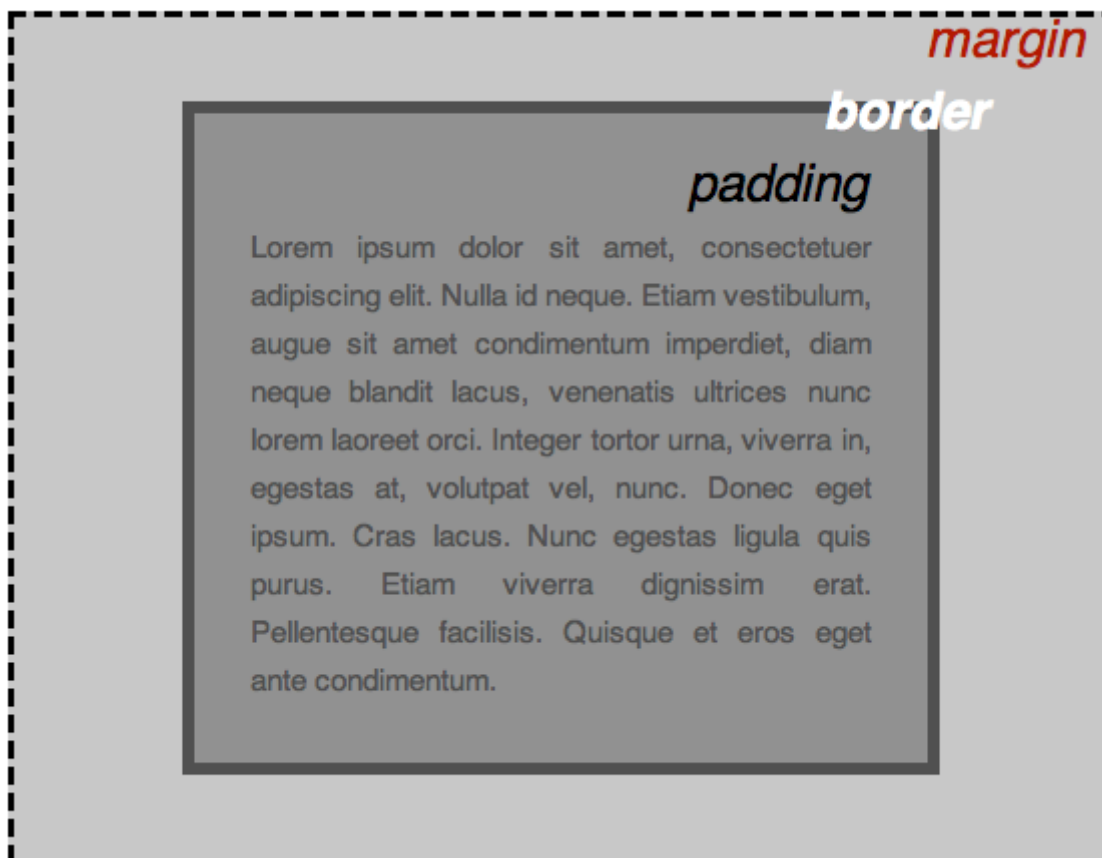 margin
border
padding
Lorem ipsum dolor sit amet, consectetuer
adipiscing elit. Nulla id neque. Etiam vestibulum,
augue sit amet condimentum imperdiet, diam
neque blandit lacus, venenatis ultrices nunc
lorem laoreet orci. Integer tortor urna, viverra in,
egestas at, volutpat vel, nunc. Donec eget
ipsum. Cras lacus. Nunc egestas ligula quis
purus. Etiam viverra dignissim erat.
Pellentesque facilisis. Quisque et eros eget
ante condimentum.